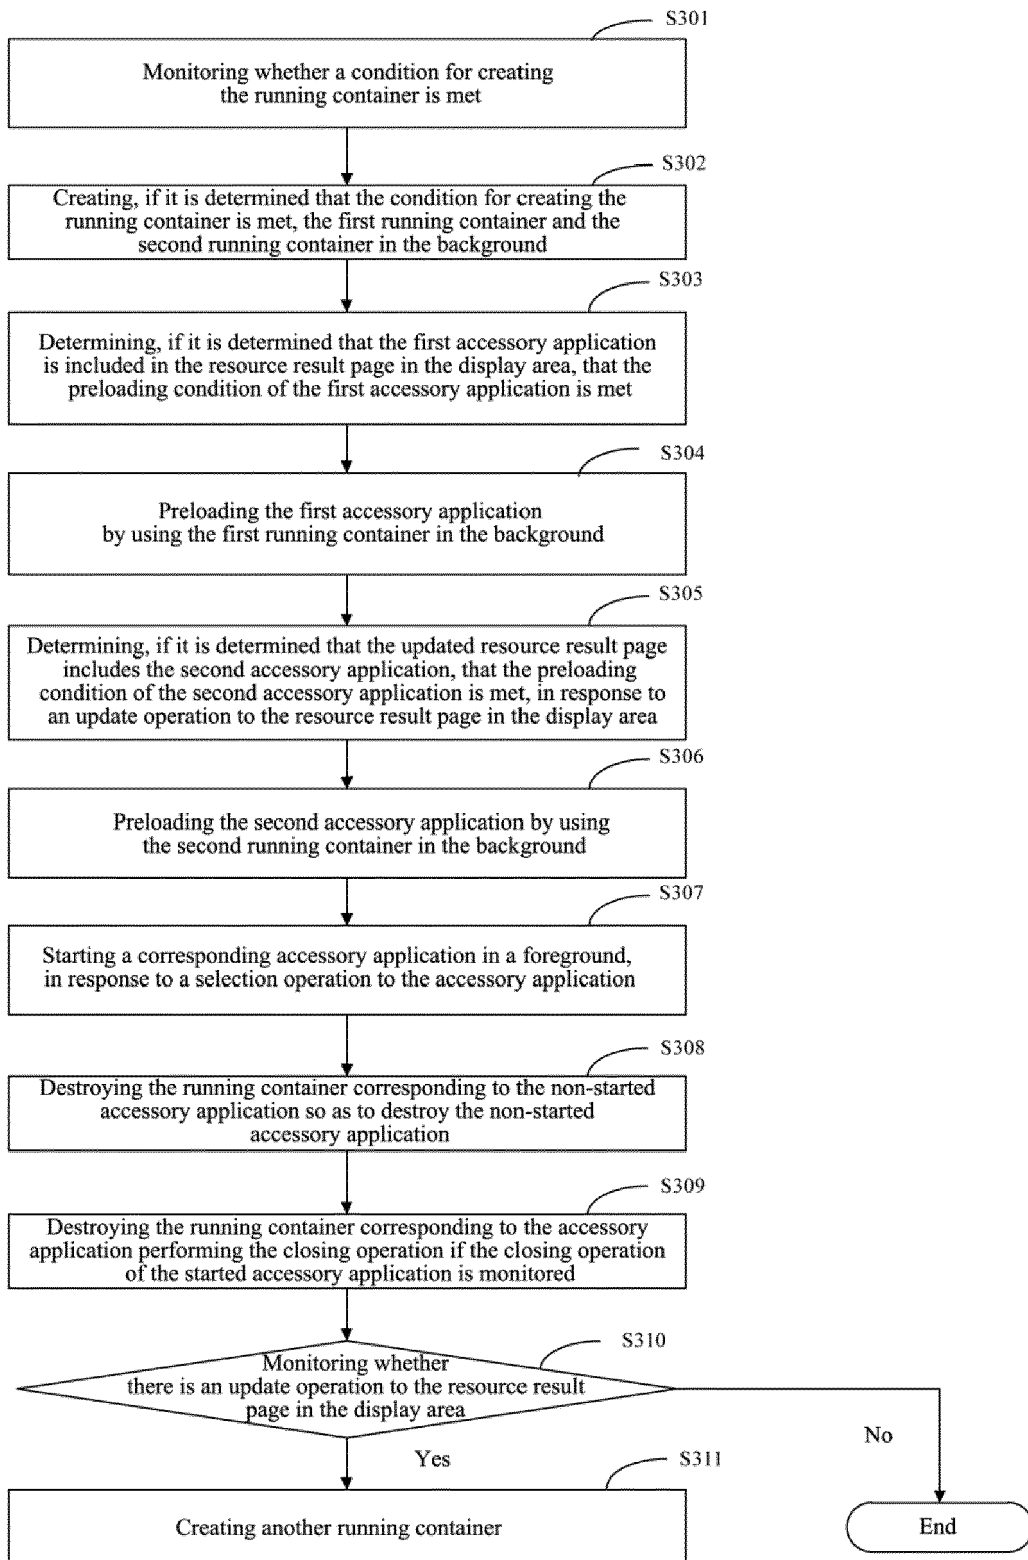 S301
Monitoring whether a condition for creating
the running container is met
S302
Creating, if it is determined that the condition for creating the
running container is met, the first running container and the
second running container in the background
S303
Determining, if it is determined that the first accessory application
is included in the resource result page in the display area, that the
preloading condition of the first accessory application is met
S304
Preloading the first accessory application
by using the first running container in the background
S305
Determining, if it is determined that the updated resource result page
includes the second accessory application, that the preloading
condition of the second accessory application is met, in response to
an update operation to the resource result page in the display area
S306
Preloading the second accessory application by using
the second running container in the background
S307
Starting a corresponding accessory application in a foreground,
in response to a selection operation to the accessory application
S308
Destroying the running container corresponding to the non-started
accessory application so as to destroy the non-started
accessory application
S309
Destroying the running container corresponding to the accessory
application performing the closing operation if the closing operation
of the started accessory application is monitored
S310
Monitoring whether
there is an update operation to the resource result
page in the display area
No
Yes
S311
Creating another running container
End